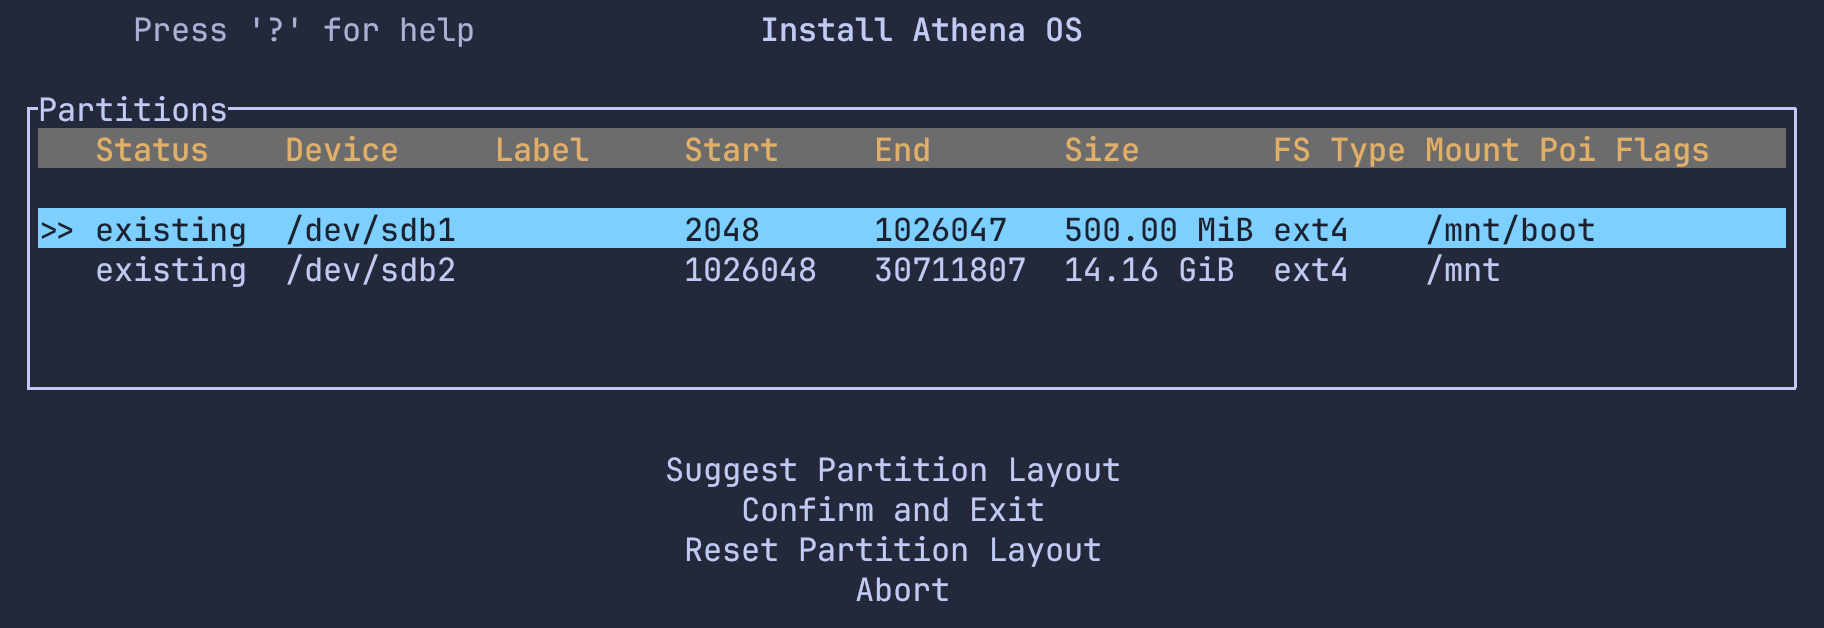 Press '?' for help Install Athena OS
Partitions
Status Device Label Start End Size FS Type Mount Poi Flags
>> existing /dev/sdb1 2048 1026047 500.00 MiB ext4 /mnt/boot
existing /dev/sdb2 1026048 30711807 14.16 GiB ext4 /mnt
Suggest Partition Layout
Confirm and Exit
Reset Partition Layout
Abort